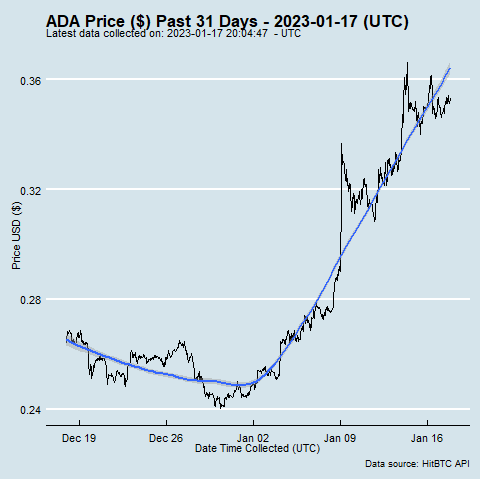 ADA Price ($) Past 31 Days - 2023-01-17 (UTC)
Latest data collected on: 2023-01-17 20:04:47 - UTC
0.36
0.32
0.28
0.24
Price USD ($)
Dec 19 Dec 26 Jan 02 Jan 09 Jan 16
Date Time Collected (UTC)
Data source: HitBTC API